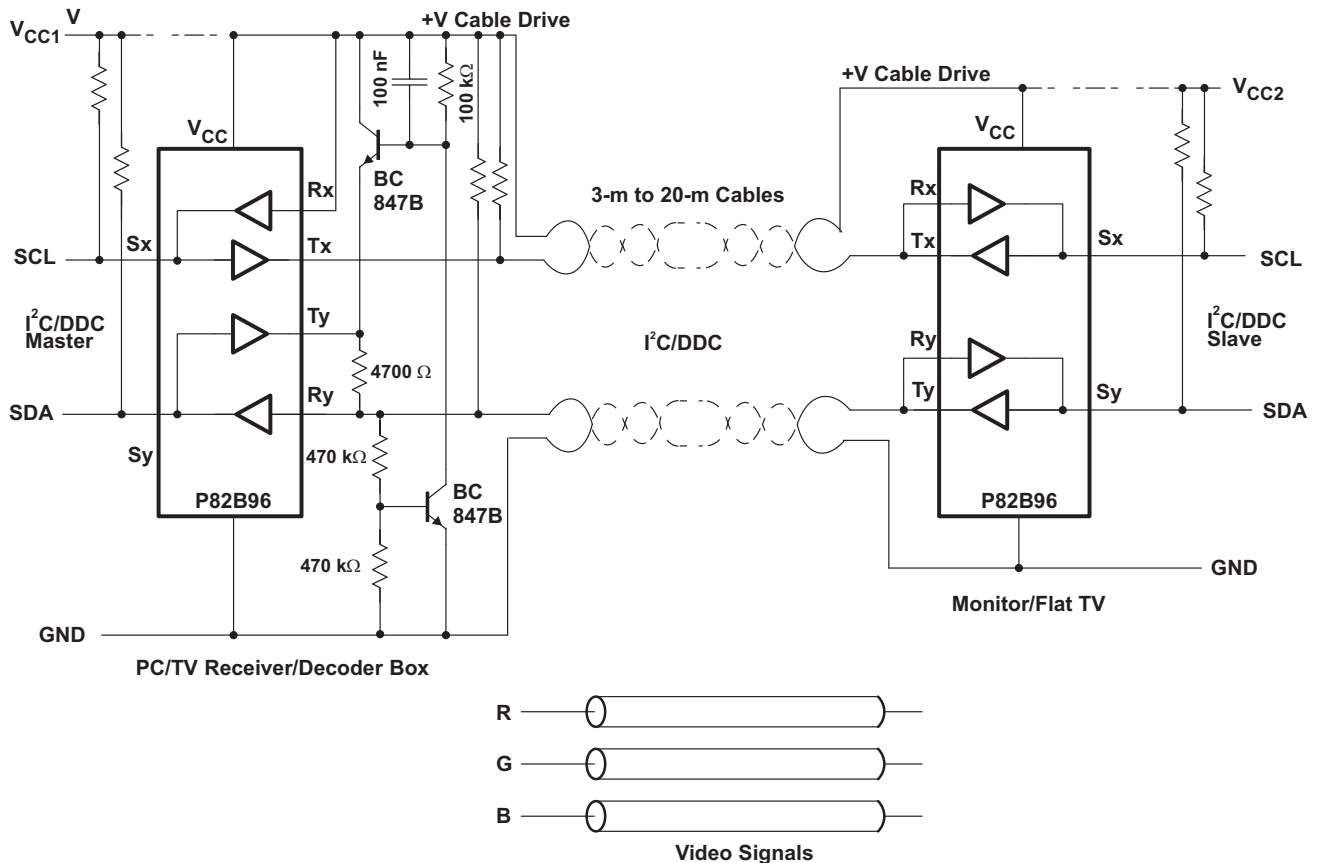 V
VCC1
+V Cable Drive
100 nF
100 kΩ
+V Cable Drive
VCC2
VCC
VCC
BC
847B
3-m to 20-m Cables
Rx
Rx
Sx
Tx
Tx
Sx
SCL
SCL
I²C/DDC
Master
Ty
I²C/DDC
I²C/DDC
Slave
4700 Ω
Ry
Ry
Ty
SDA
Sy
SDA
Sy
470 kΩ
BC
847B
P82B96
P82B96
470 kΩ
GND
Monitor/Flat TV
GND
PC/TV Receiver/Decoder Box
R
G
B
Video Signals